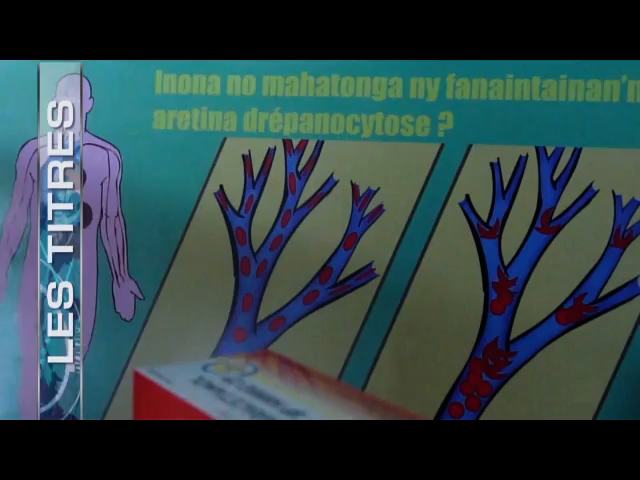 Inona no mahatonga ny fanaintainan'n
aretina drépanocytose ?
LES TITRES